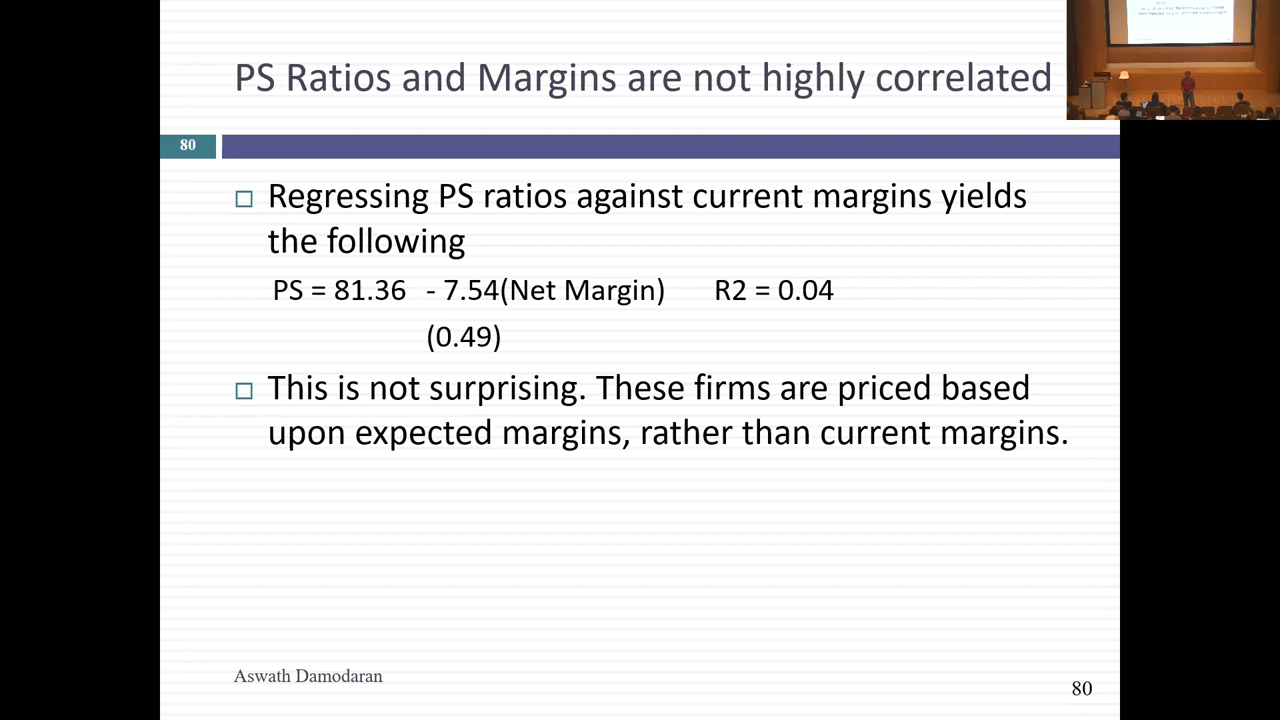 PS Ratios and Margins are not highly correlated
80
Regressing PS ratios against current margins yields
the following
PS = 81.36 - 7.54(Net Margin) R2 = 0.04
(0.49)
This is not surprising. These firms are priced based
upon expected margins, rather than current margins.
Aswath Damodaran
80